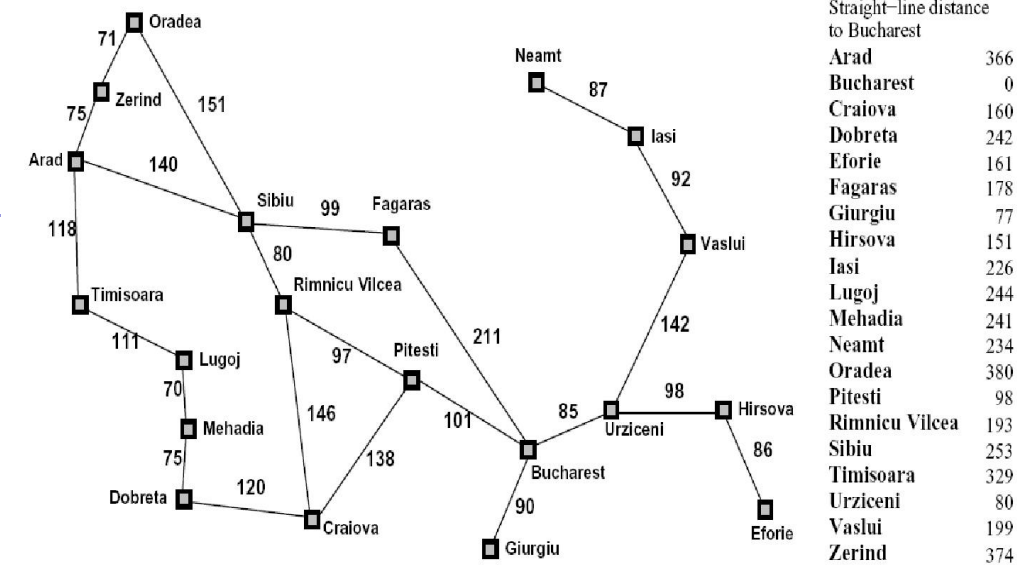 Oradea
71
Neamt
Zerind
87
151
75
Iasi
Arad
140
92
Sibiu
99
Fagaras
118
Vaslui
80
Timisoara
Rimnicu Vilcea
142
211
111
Lugoj
97
Pitesti
70
98
Hirsova
146
101
85
Mehadia
Urziceni
86
75
138
Bucharest
120
Dobreta
90
Craiova
Eforie
Giurgiu
Straight−line distance
to Bucharest
Arad 366
Bucharest 0
Craiova 160
Dobreta 242
Eforie 161
Fagaras 178
Giurgiu 77
Hirsova 151
Iasi 226
Lugoj 244
Mehadia 241
Neamt 234
Oradea 380
Pitesti 98
Rimnicu Vilcea 193
Sibiu 253
Timisoara 329
Urziceni 80
Vaslui 199
Zerind 374